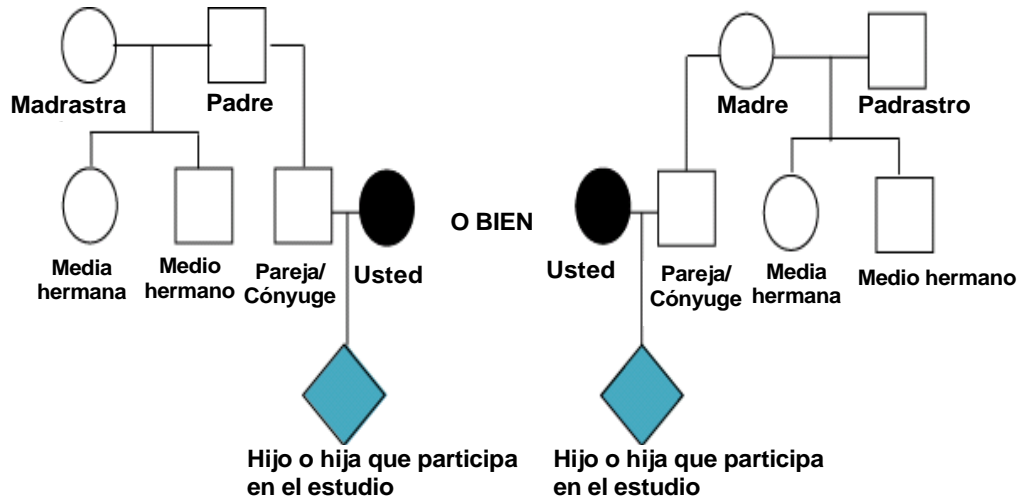 Madrastra
Padre
Madre
Padrastro
Media
hermana
Medio
hermano
Pareja/
Cónyuge
Usted
O BIEN
Usted
Pareja/
Cónyuge
Media
hermana
Medio hermano
Hijo o hija que participa
en el estudio
Hijo o hija que participa
en el estudio